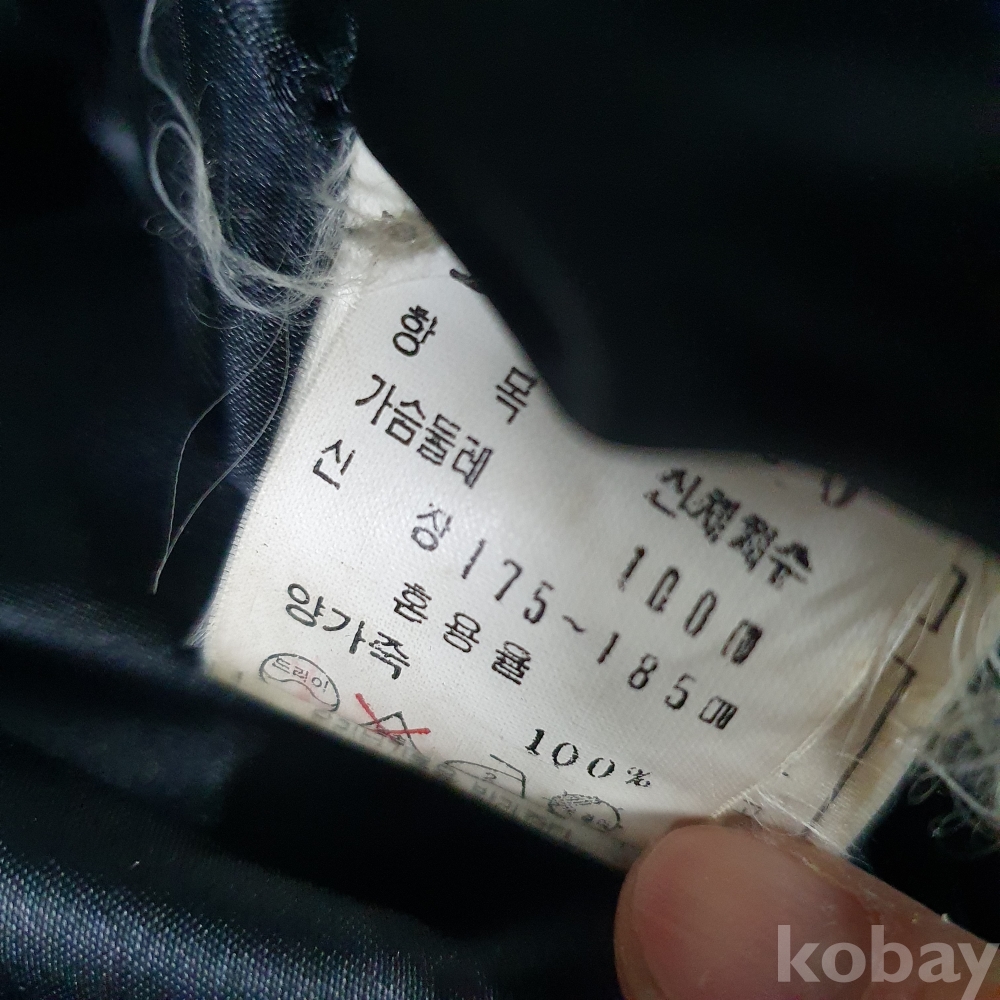 항 목 신체치수
가슴둘레 100cm
신 장 175~185cm
혼용율
양가죽 100%
드라이
kobay